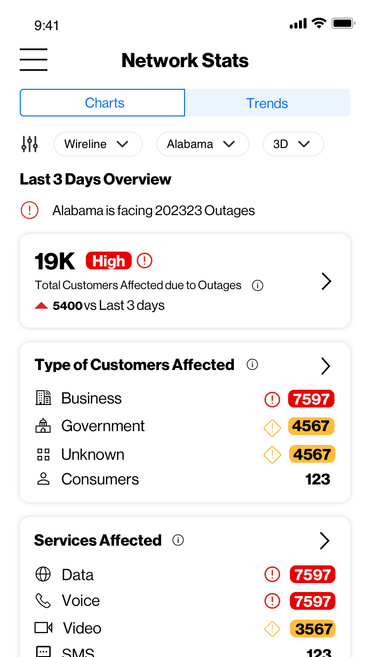 9:41
Network Stats
Charts Trends
Wireline Alabama 3D
Last 3 Days Overview
Alabama is facing 202323 Outages
19K High
Total Customers Affected due to Outages
5400 vs Last 3 days
Type of Customers Affected
Business 7597
Government 4567
Unknown 4567
Consumers 123
Services Affected
Data 7597
Voice 7597
Video 3567
SMS 123